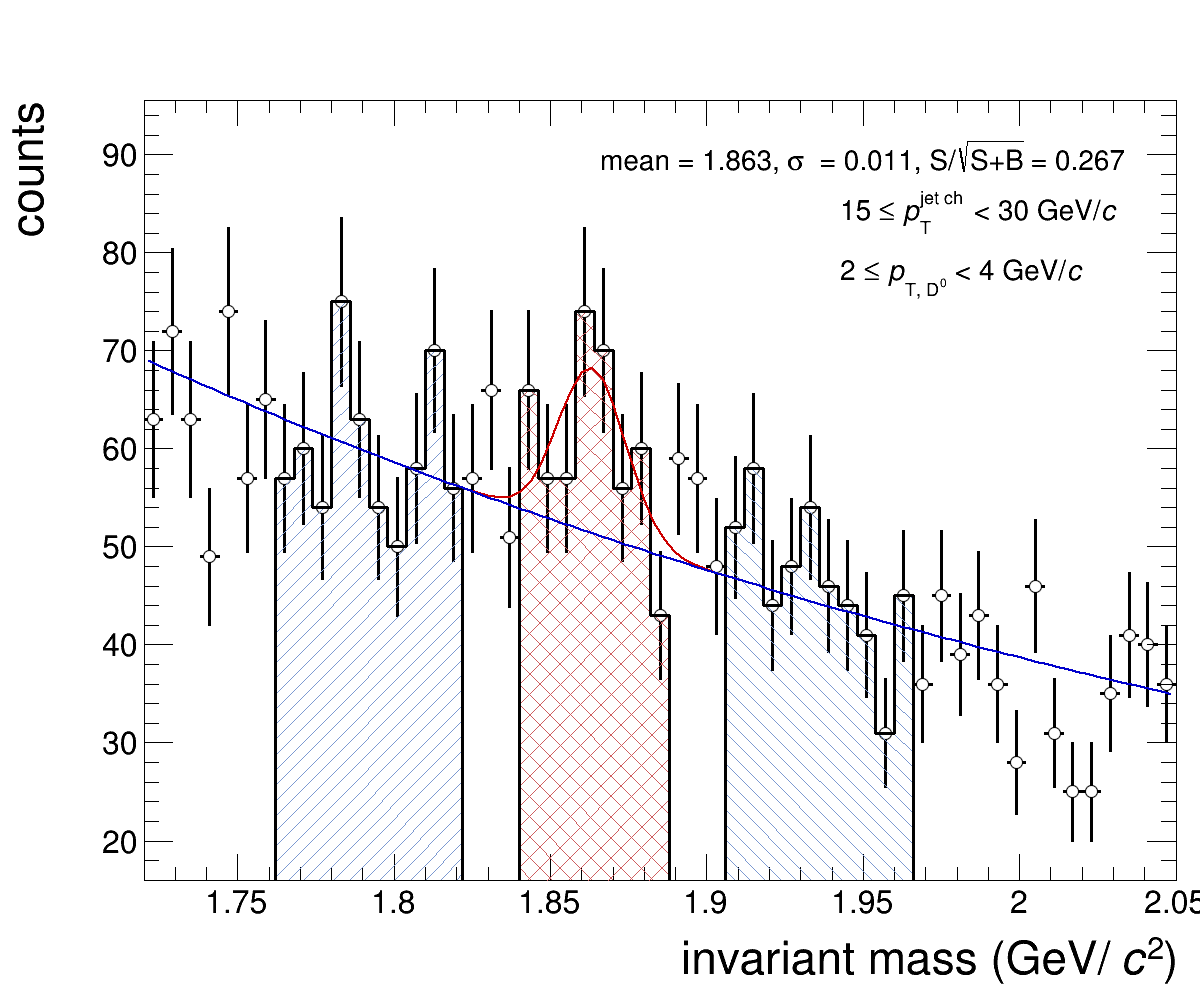 counts
90
80
70
60
50
40
30
20
mean = 1.863, σ = 0.011, S/√S+B = 0.267
15 ≤ p_T^jet ch < 30 GeV/c
2 ≤ p_T, D⁰ < 4 GeV/c
1.75 1.8 1.85 1.9 1.95 2 2.05
invariant mass (GeV/ c²)